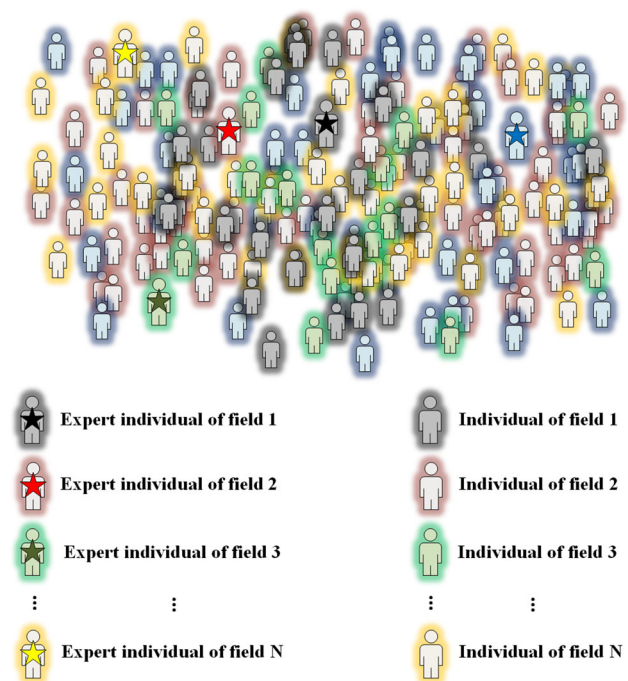 Expert individual of field 1
Individual of field 1
Expert individual of field 2
Individual of field 2
Expert individual of field 3
Individual of field 3
Expert individual of field N
Individual of field N